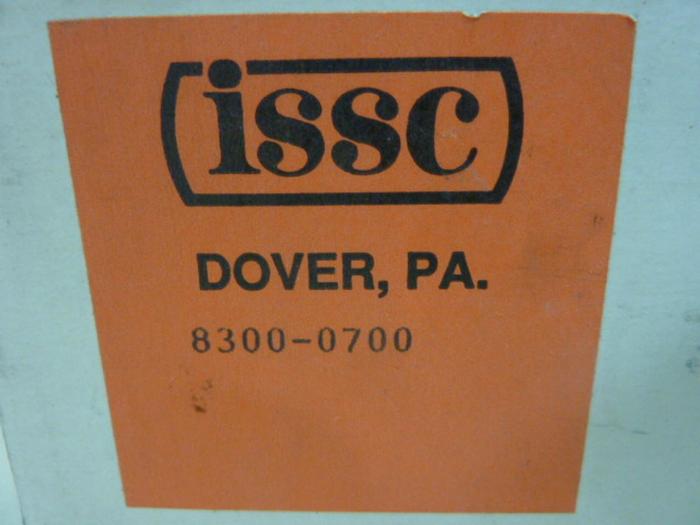 issc
DOVER, PA.
8300-0700